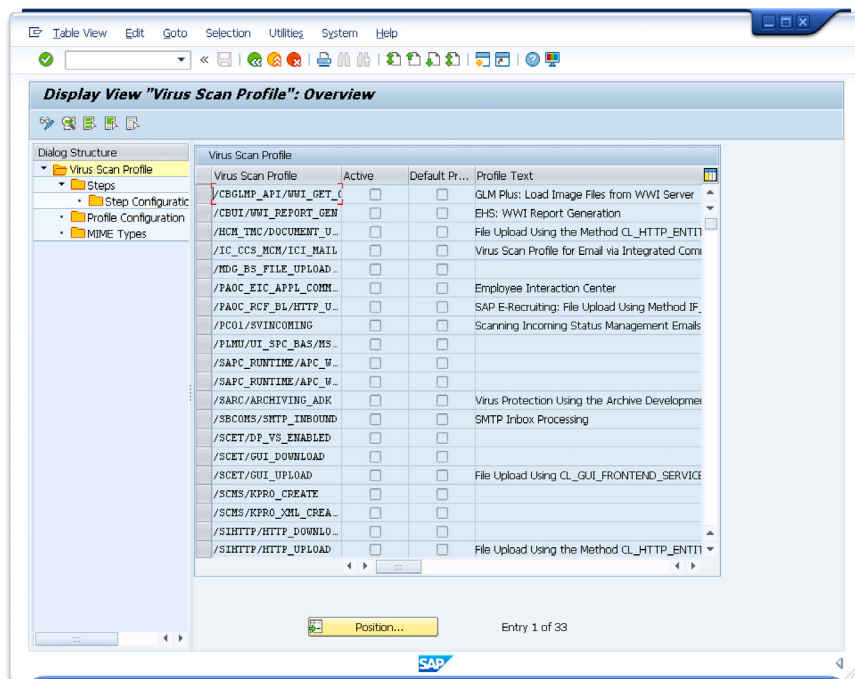 Table View Edit Goto Selection Utilities System Help
Display View "Virus Scan Profile": Overview
Dialog Structure
Virus Scan Profile
Steps
Step Configuratic
Profile Configuration
MIME Types
Virus Scan Profile
Virus Scan Profile Active Default Pr... Profile Text
/CBGLMP_API/WWI_GET_ GLM Plus: Load Image Files from WWI Server
/CBUI/WWI_REPORT_GEN EHS: WWI Report Generation
/HCM_TMC/DOCUMENT_U… File Upload Using the Method CL_HTTP_ENTIT
/IC_CCS_MCM/ICI_MAIL Virus Scan Profile for Email via Integrated Com
/MDG_BS_FILE_UPLOAD…
/PAOC_EIC_APPL_COMM… Employee Interaction Center
/PAOC_RCF_BL/HTTP_U… SAP E-Recruiting: File Upload Using Method IF_
/PCO1/SVINCOMING Scanning Incoming Status Management Emails
/PLMU/UI_SPC_BAS/MS…
/SAPC_RUNTIME/APC_W…
/SAPC_RUNTIME/APC_W…
/SARC/ARCHIVING_ADK Virus Protection Using the Archive Developmer
/SBCOMS/SMTP_INBOUND SMTP Inbox Processing
/SCET/DP_VS_ENABLED
/SCET/GUI_DOWNLOAD
/SCET/GUI_UPLOAD File Upload Using CL_GUI_FRONTEND_SERVICE
/SCMS/KPRO_CREATE
/SCMS/KPRO_XML_CREA…
/SIHTTP/HTTP_DOWNLO…
/SIHTTP/HTTP_UPLOAD File Upload Using the Method CL_HTTP_ENTIT
Position... Entry 1 of 33
SAP